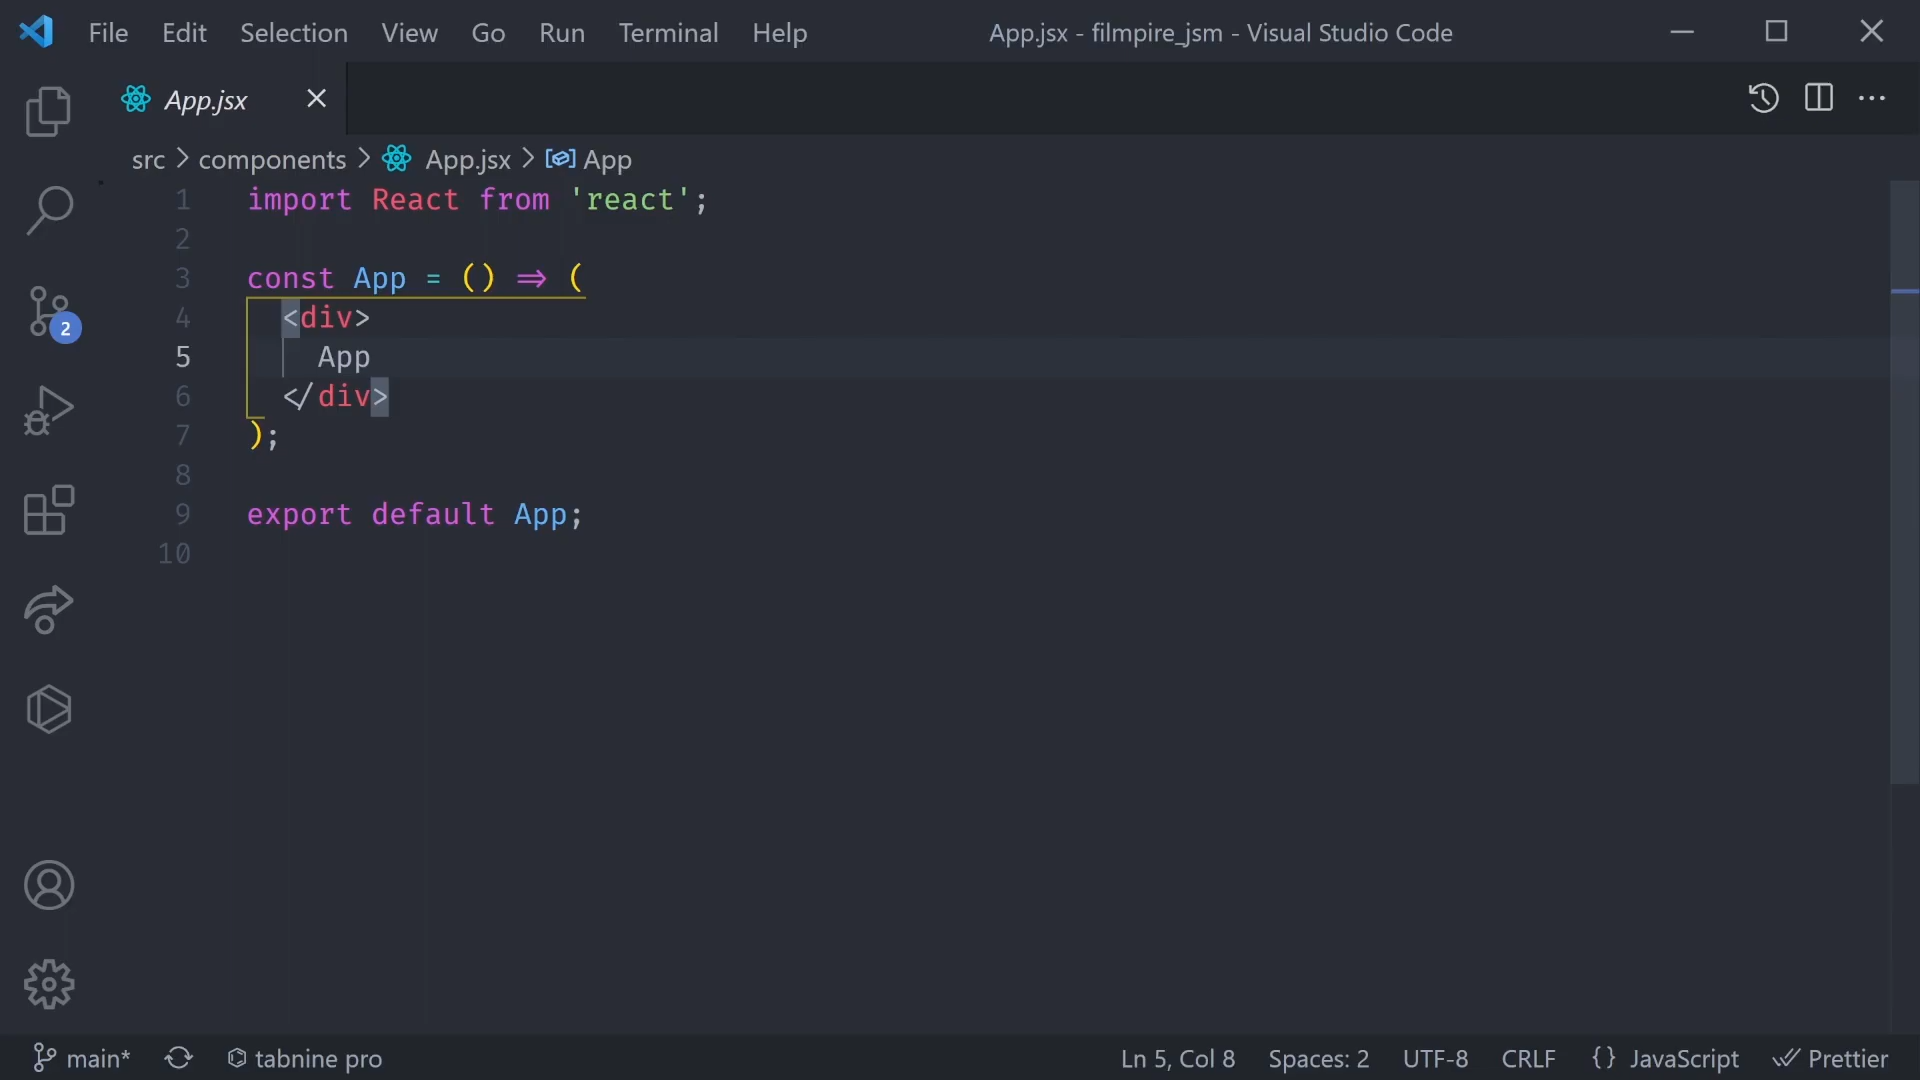 File Edit Selection View Go Run Terminal Help App.jsx - filmpire_jsm - Visual Studio Code
App.jsx
src > components > App.jsx > App
1 import React from 'react';
2
3 const App = () => (
4 <div>
5 App
6 </div>
7 );
8
9 export default App;
10
2
main* tabnine pro Ln 5, Col 8 Spaces: 2 UTF-8 CRLF {} JavaScript Prettier